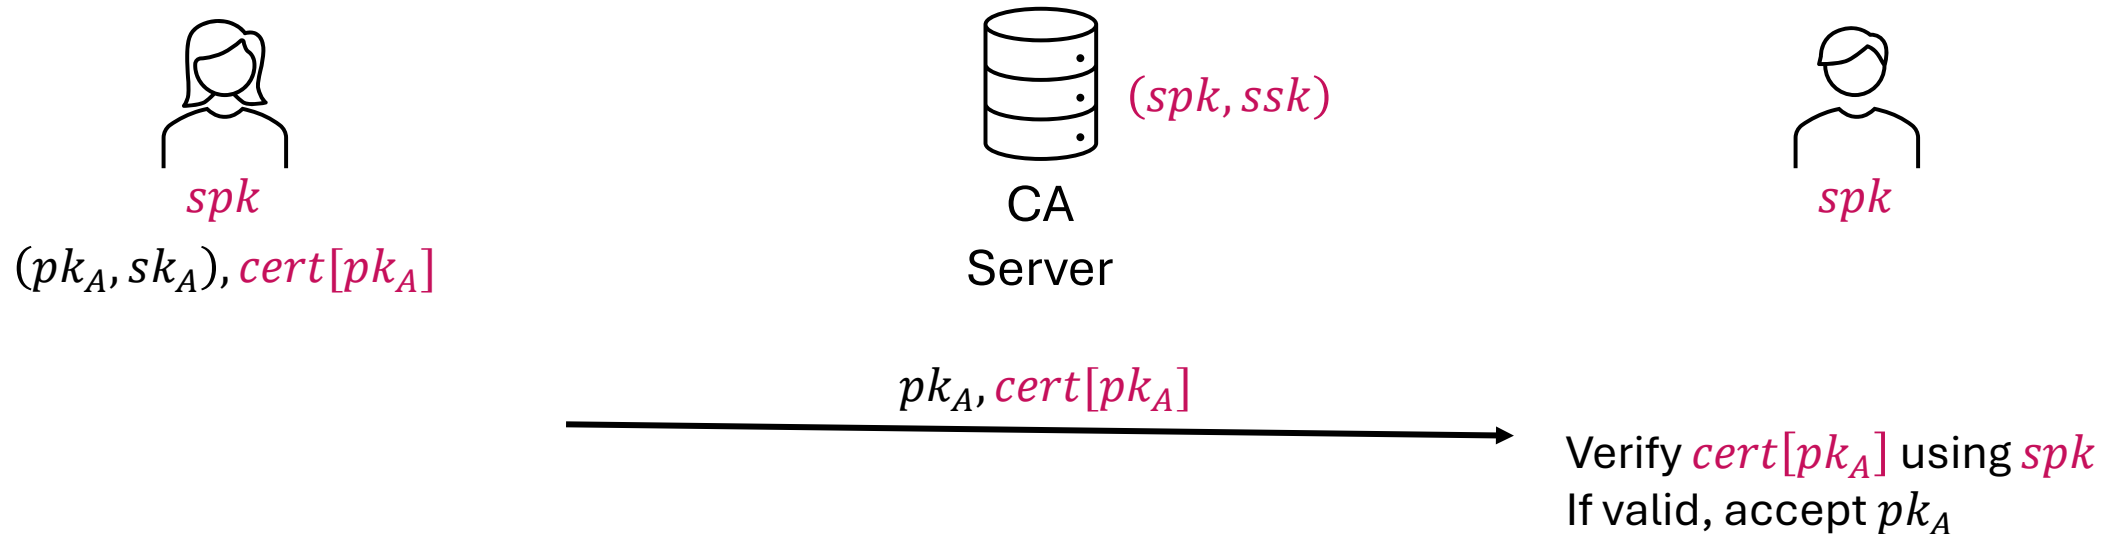 (spk, ssk)
spk
CA
Server
spk
(pk_A, sk_A), cert[pk_A]
pk_A, cert[pk_A]
Verify cert[pk_A] using spk
If valid, accept pk_A